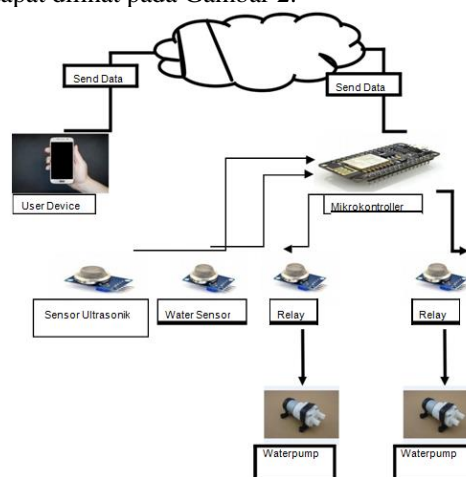 dapat dilihat pada Gambar 2.
Send Data
Send Data
User Device
Mikrokontroller
Sensor Ultrasonik
Water Sensor
Relay
Relay
Waterpump
Waterpump